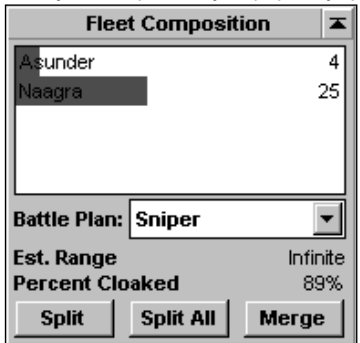 Fleet Composition
Asunder 4
Naagra 25
Battle Plan: Sniper
Est. Range Infinite
Percent Cloaked 89%
Split Split All Merge